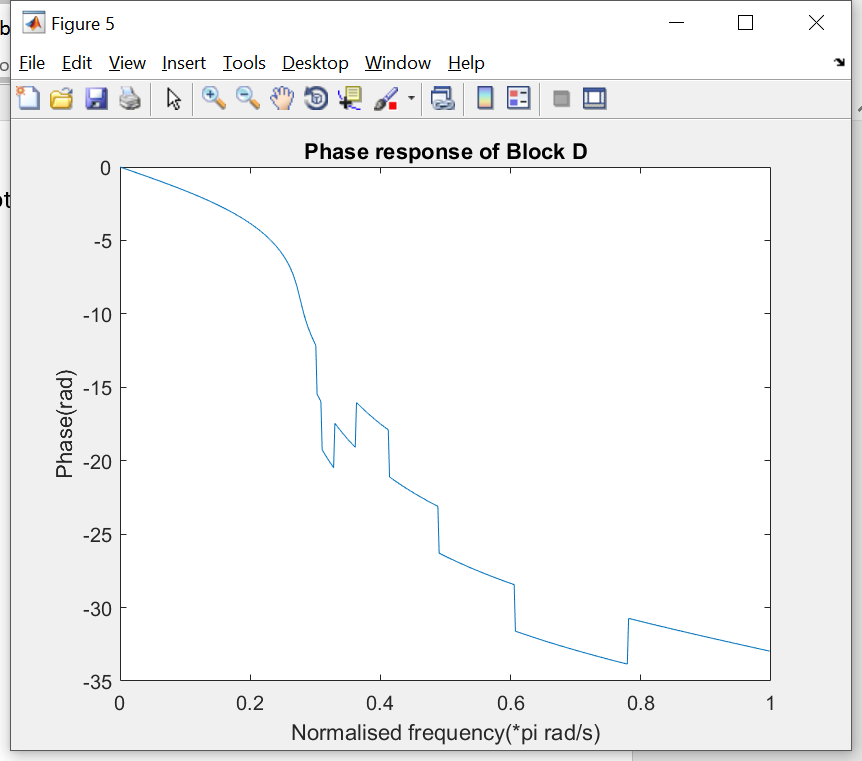 Figure 5
File Edit View Insert Tools Desktop Window Help
Phase response of Block D
0
-5
-10
-15
-20
-25
-30
-35
Phase(rad)
0 0.2 0.4 0.6 0.8 1
Normalised frequency(*pi rad/s)